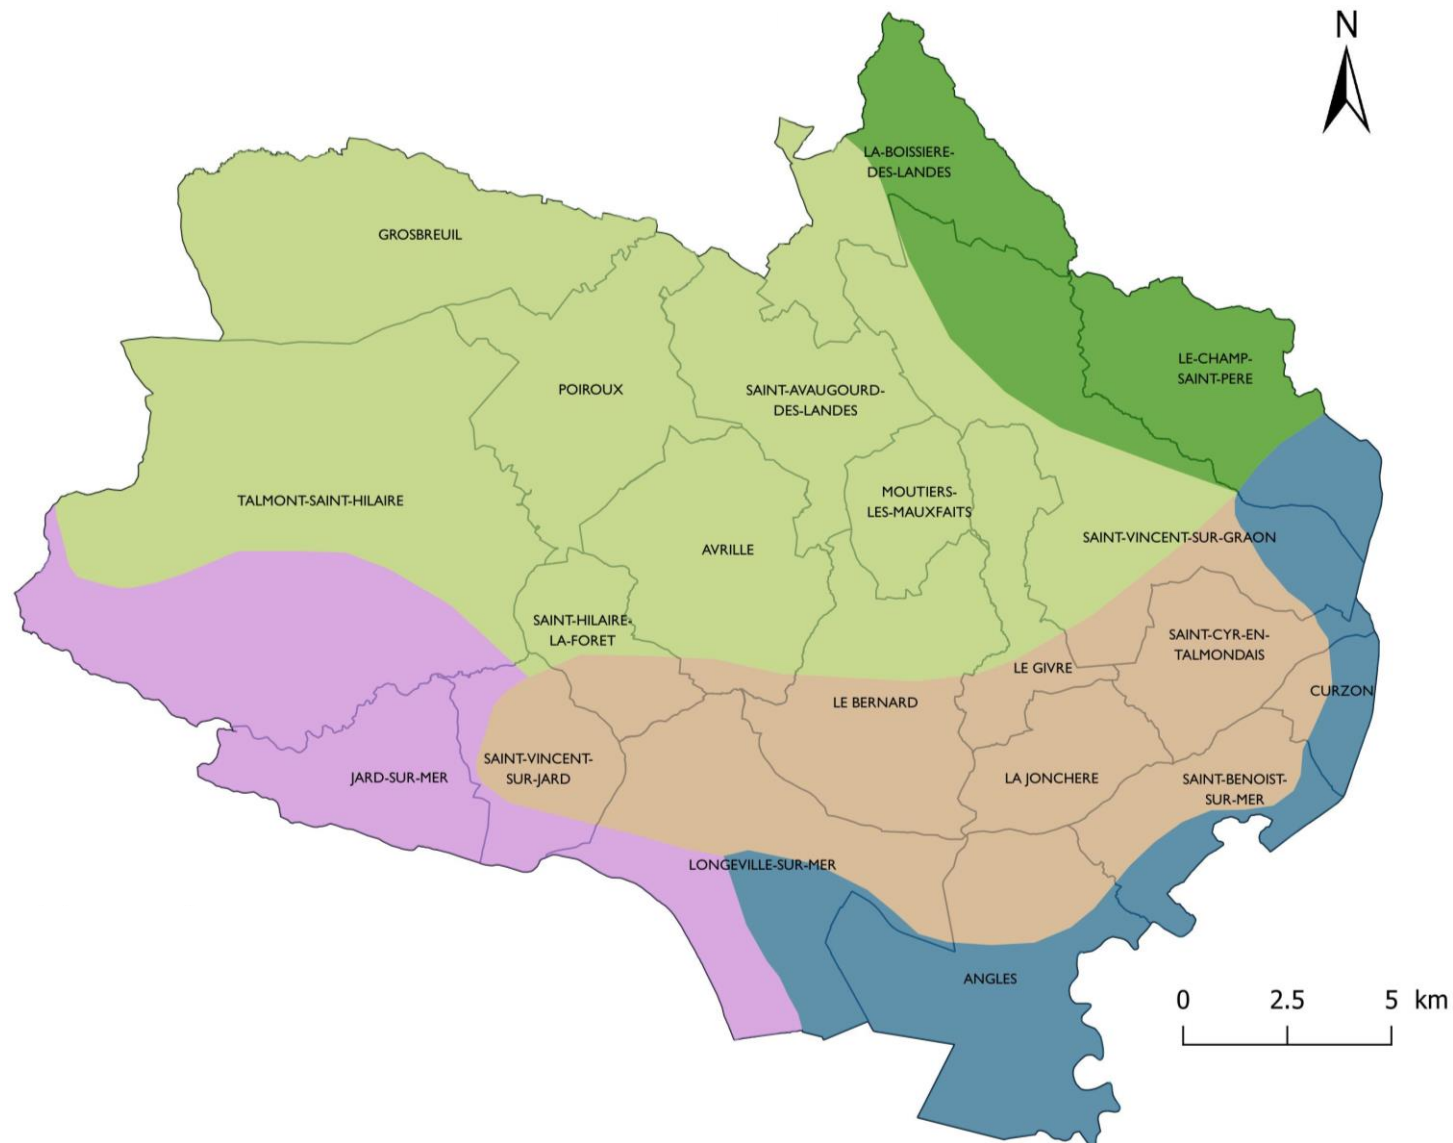 N
LA-BOISSIERE-
DES-LANDES
GROSBREUIL
LE-CHAMP-
SAINT-PERE
POIROUX
SAINT-AVAUGOURD-
DES-LANDES
TALMONT-SAINT-HILAIRE
MOUTIERS-
LES-MAUXFAITS
SAINT-VINCENT-SUR-GRAON
AVRILLE
SAINT-HILAIRE-
LA-FORET
SAINT-CYR-EN-
TALMONDAIS
LE GIVRE
CURZON
LE BERNARD
SAINT-VINCENT-
SUR-JARD
JARD-SUR-MER
LA JONCHERE
SAINT-BENOIST-
SUR-MER
LONGEVILLE-SUR-MER
ANGLES
0 2.5 5 km